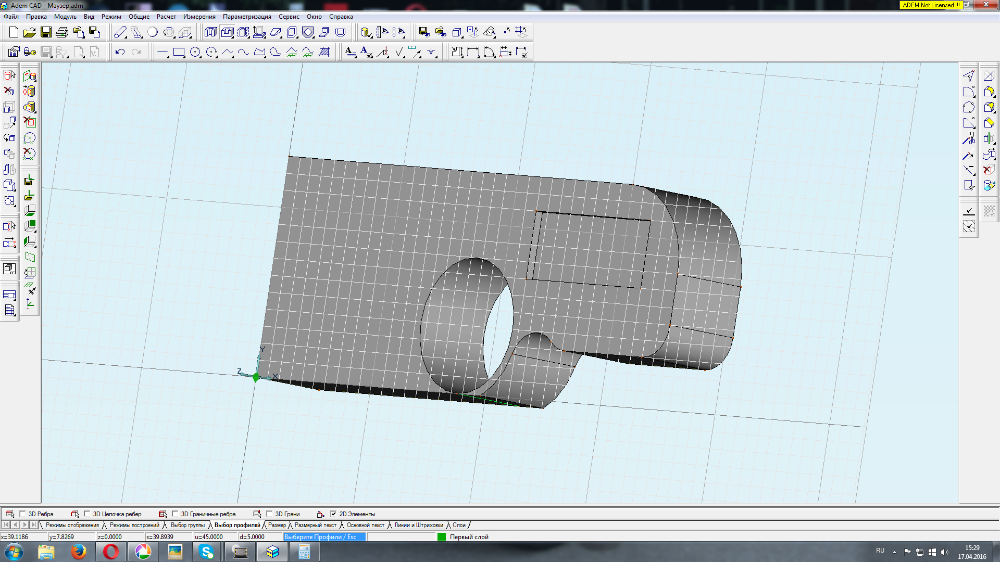 Adem CAD - Маузер.adm
ADEM Not Licensed !!!
Файл Правка Модуль Вид Режим Общие Расчет Измерения Параметризация Сервис Окно Справка
Y
Z
X
3D Ребра 3D Цепочка ребер 3D Граничные ребра 3D Грани 2D Элементы
Режимы отображения Режимы построений Выбор группы Выбор профилей Размер Размерный текст Основной текст Линии и Штриховки Слои
x=39.1186 y=7.8269 z=0.0000 s=39.8939 u=45.0000 d=5.0000 Выберите Профили / Esc Первый слой
RU
15:29
17.04.2016